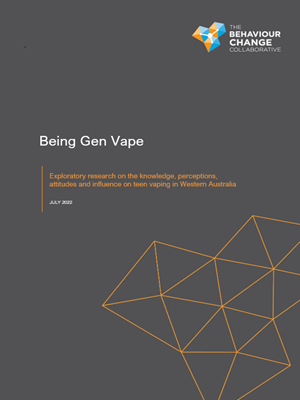 THE
BEHAVIOUR
CHANGE
COLLABORATIVE
Being Gen Vape
Exploratory research on the knowledge, perceptions,
attitudes and influence on teen vaping in Western Australia
JULY 2022